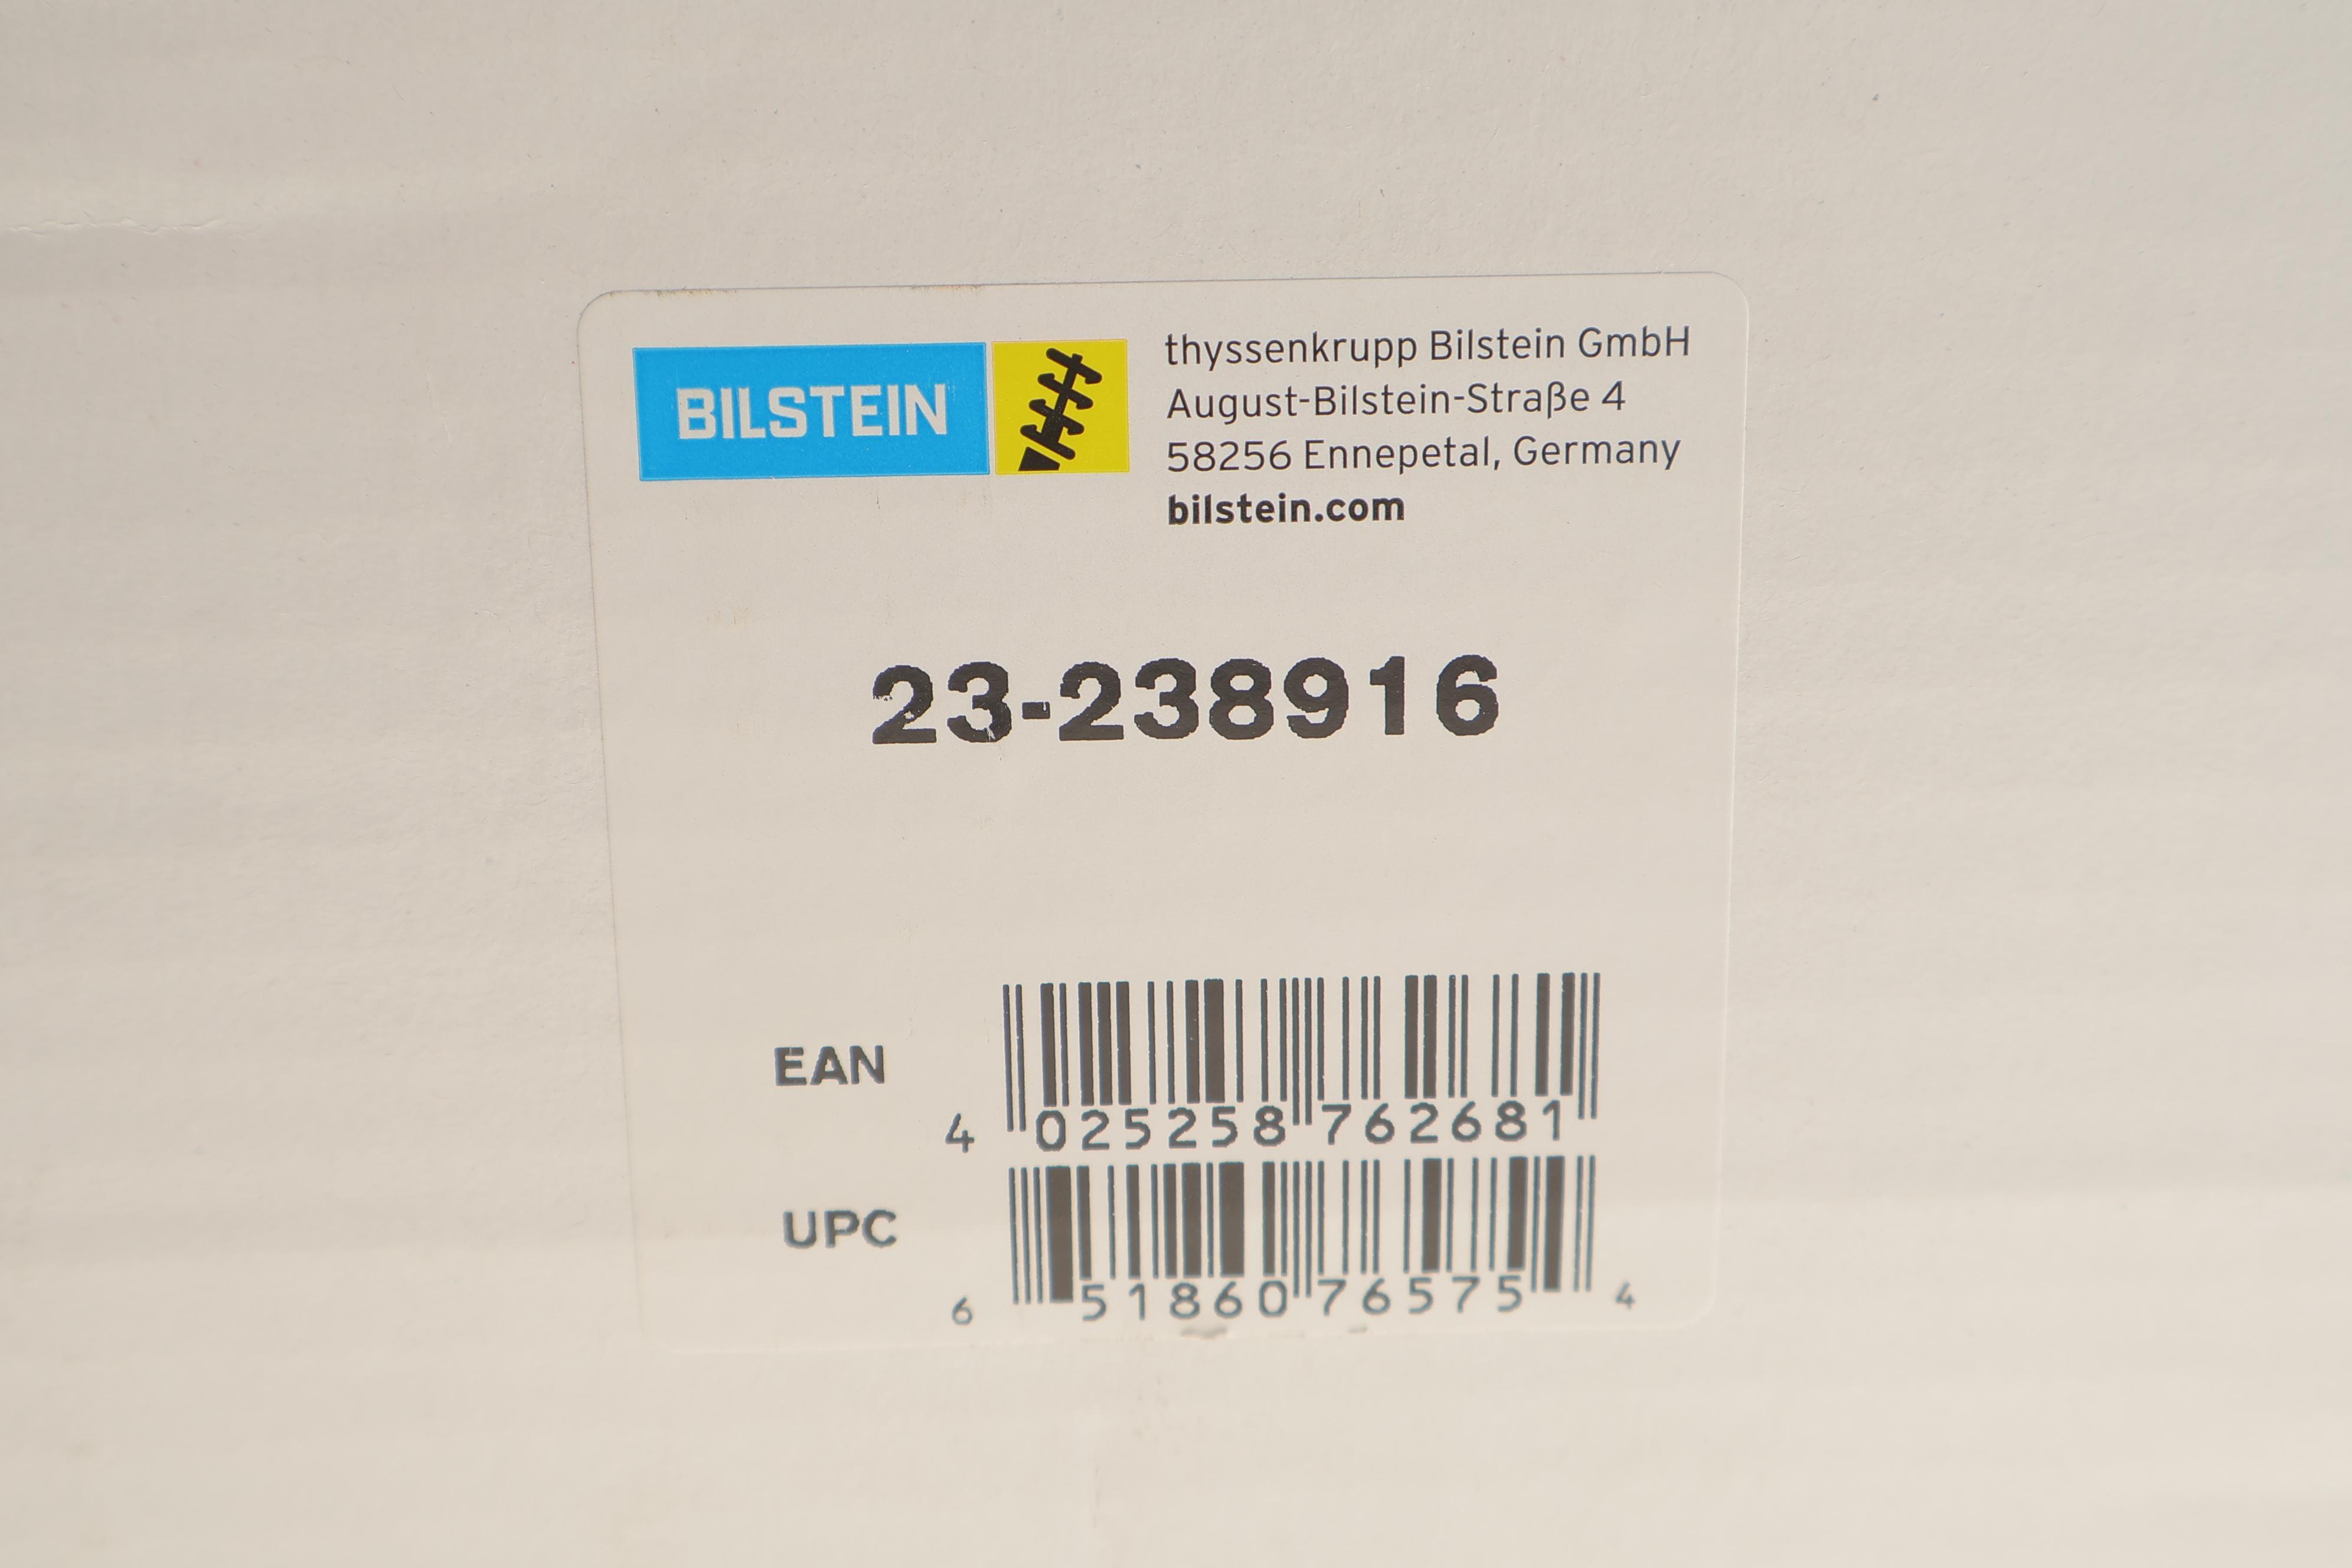 BILSTEIN
thyssenkrupp Bilstein GmbH
August-Bilstein-Straße 4
58256 Ennepetal, Germany
bilstein.com
23-238916
EAN
4 025258 762681
UPC
6 51860 76575 4